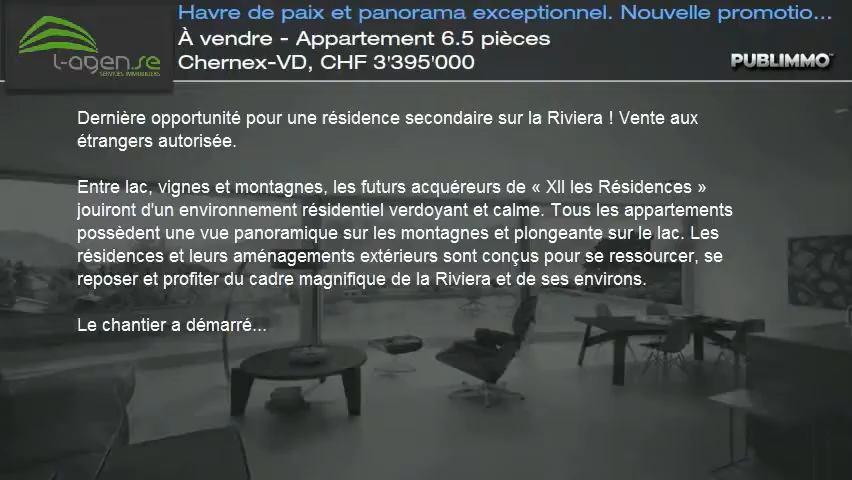 Havre de paix et panorama exceptionnel. Nouvelle promotio...
l-agence
SERVICES IMMOBILIERS
À vendre - Appartement 6.5 pièces
Chernex-VD, CHF 3'395'000
PUBLIMMO
Dernière opportunité pour une résidence secondaire sur la Riviera ! Vente aux
étrangers autorisée.
Entre lac, vignes et montagnes, les futurs acquéreurs de « XII les Résidences »
jouiront d'un environnement résidentiel verdoyant et calme. Tous les appartements
possèdent une vue panoramique sur les montagnes et plongeante sur le lac. Les
résidences et leurs aménagements extérieurs sont conçus pour se ressourcer, se
reposer et profiter du cadre magnifique de la Riviera et de ses environs.
Le chantier a démarré...